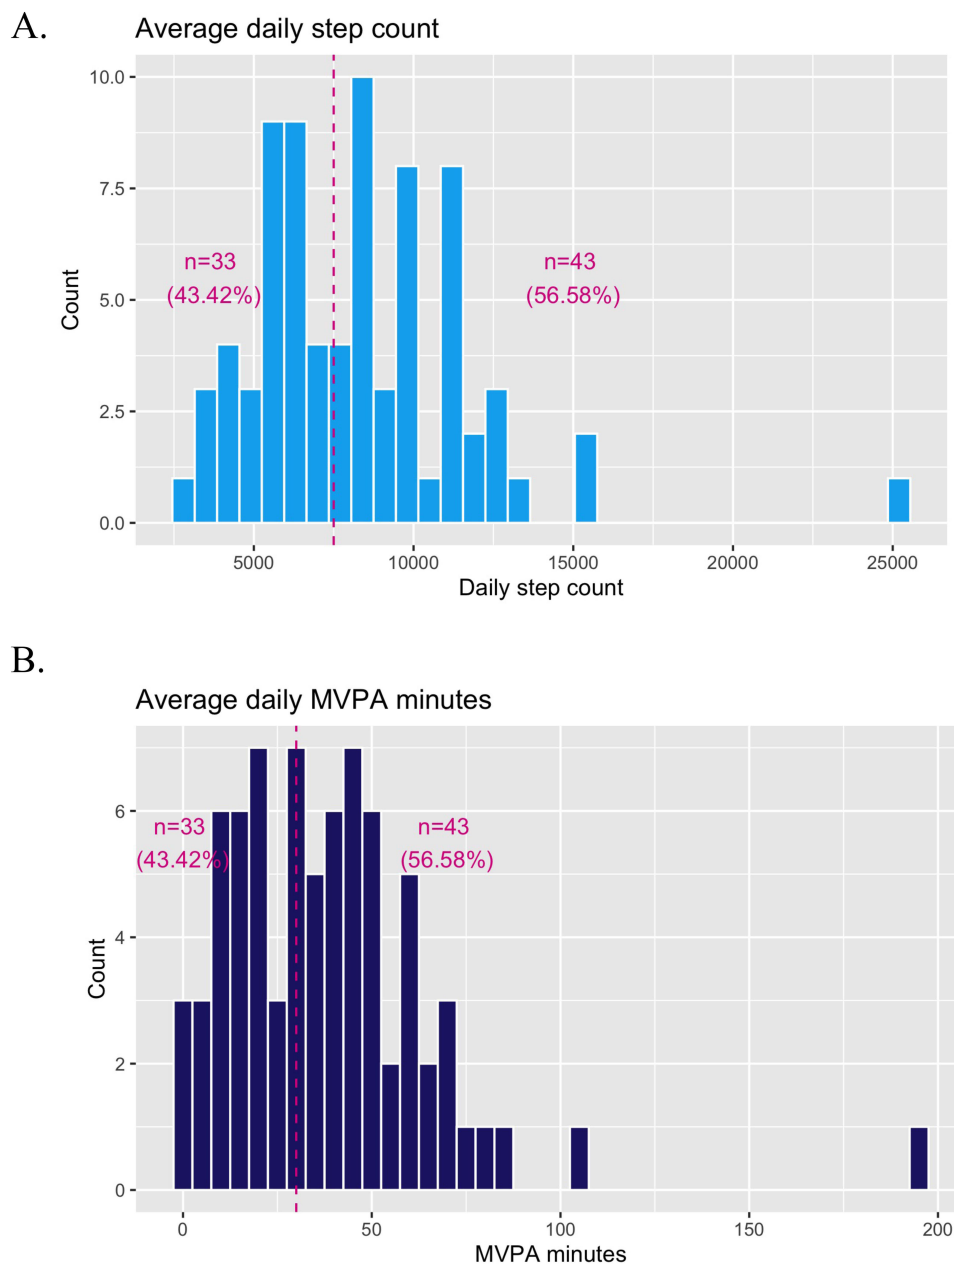 A.
Average daily step count
10.0
7.5
5.0
2.5
0.0
Count
n=33
(43.42%)
n=43
(56.58%)
5000 10000 15000 20000 25000
Daily step count
B.
Average daily MVPA minutes
6
4
2
0
Count
n=33
(43.42%)
n=43
(56.58%)
0 50 100 150 200
MVPA minutes